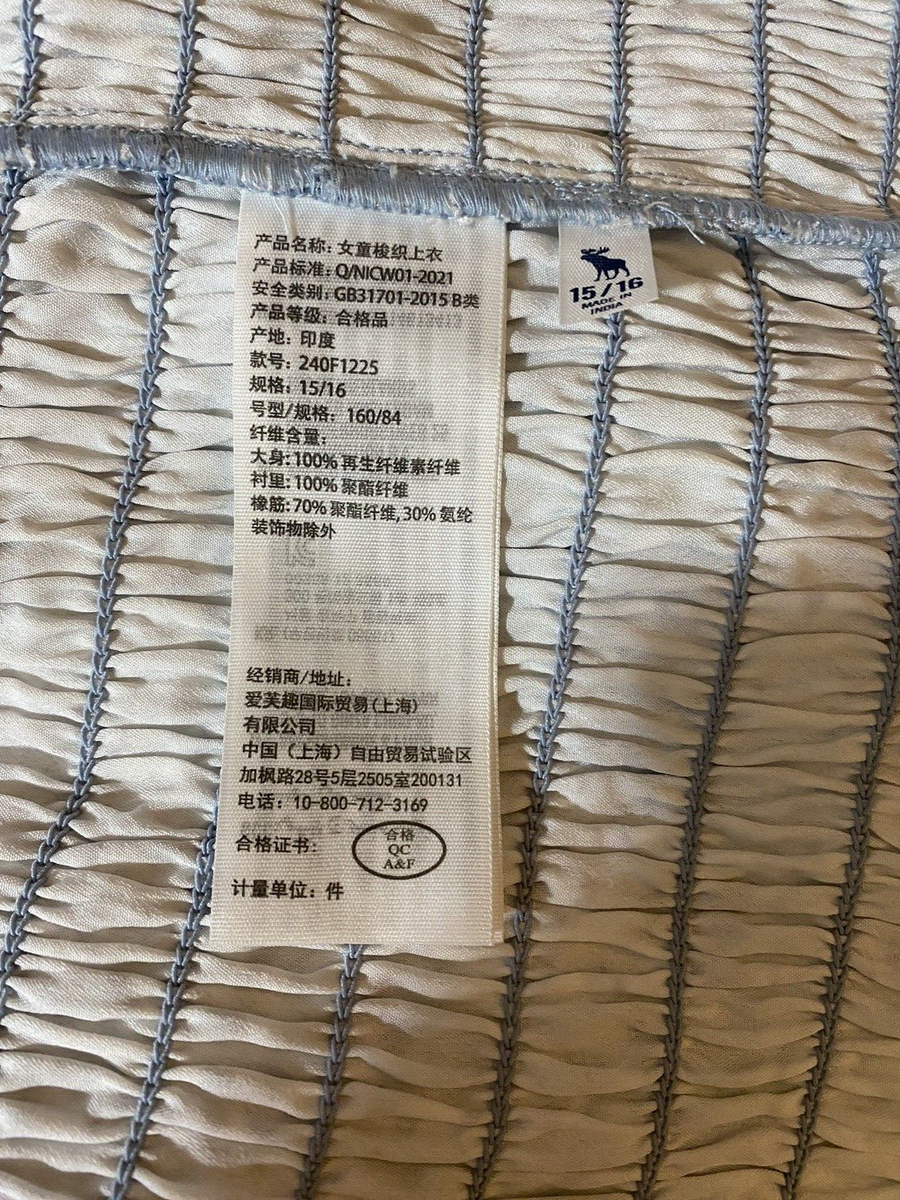 产品名称: 女童梭织上衣
产品标准: Q/NICW01-2021
安全类别: GB31701-2015 B类
产品等级: 合格品
产地: 印度
款号: 240F1225
规格: 15/16
号型/规格: 160/84
纤维含量:
大身: 100% 再生纤维素纤维
衬里: 100% 聚酯纤维
橡筋: 70% 聚酯纤维, 30% 氨纶
装饰物除外
经销商/地址:
爱芙趣国际贸易(上海)
有限公司
中国（上海）自由贸易试验区
加枫路28号5层2505室200131
电话: 10-800-712-3169
合格证书:
合格
QC
A&F
计量单位: 件
15/16
MADE IN
INDIA